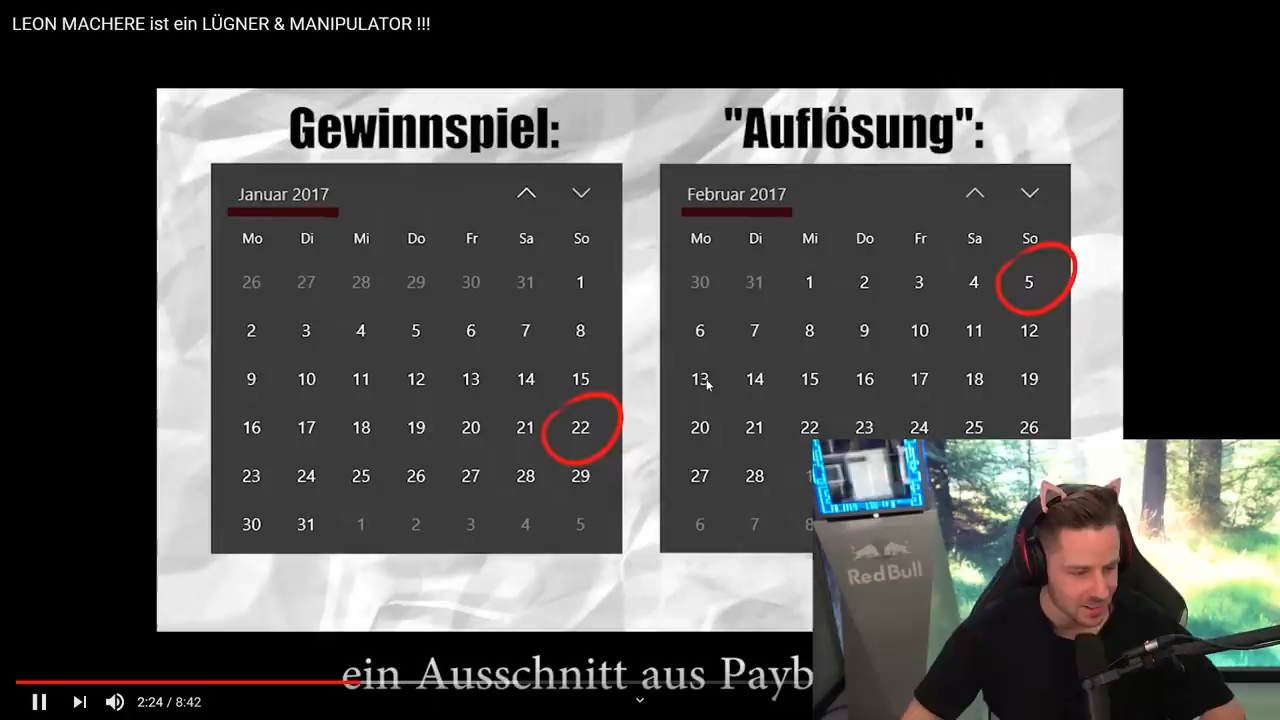 LEON MACHERE ist ein LÜGNER & MANIPULATOR !!!
Gewinnspiel:
"Auflösung":
Januar 2017
Mo Di Mi Do Fr Sa So
26 27 28 29 30 31 1
2 3 4 5 6 7 8
9 10 11 12 13 14 15
16 17 18 19 20 21 22
23 24 25 26 27 28 29
30 31 1 2 3 4 5
Februar 2017
Mo Di Mi Do Fr Sa So
30 31 1 2 3 4 5
6 7 8 9 10 11 12
13 14 15 16 17 18 19
20 21 22 23 24 25 26
27 28
6 7 8
Red Bull
ein Ausschnitt aus Payb
2:24 / 8:42